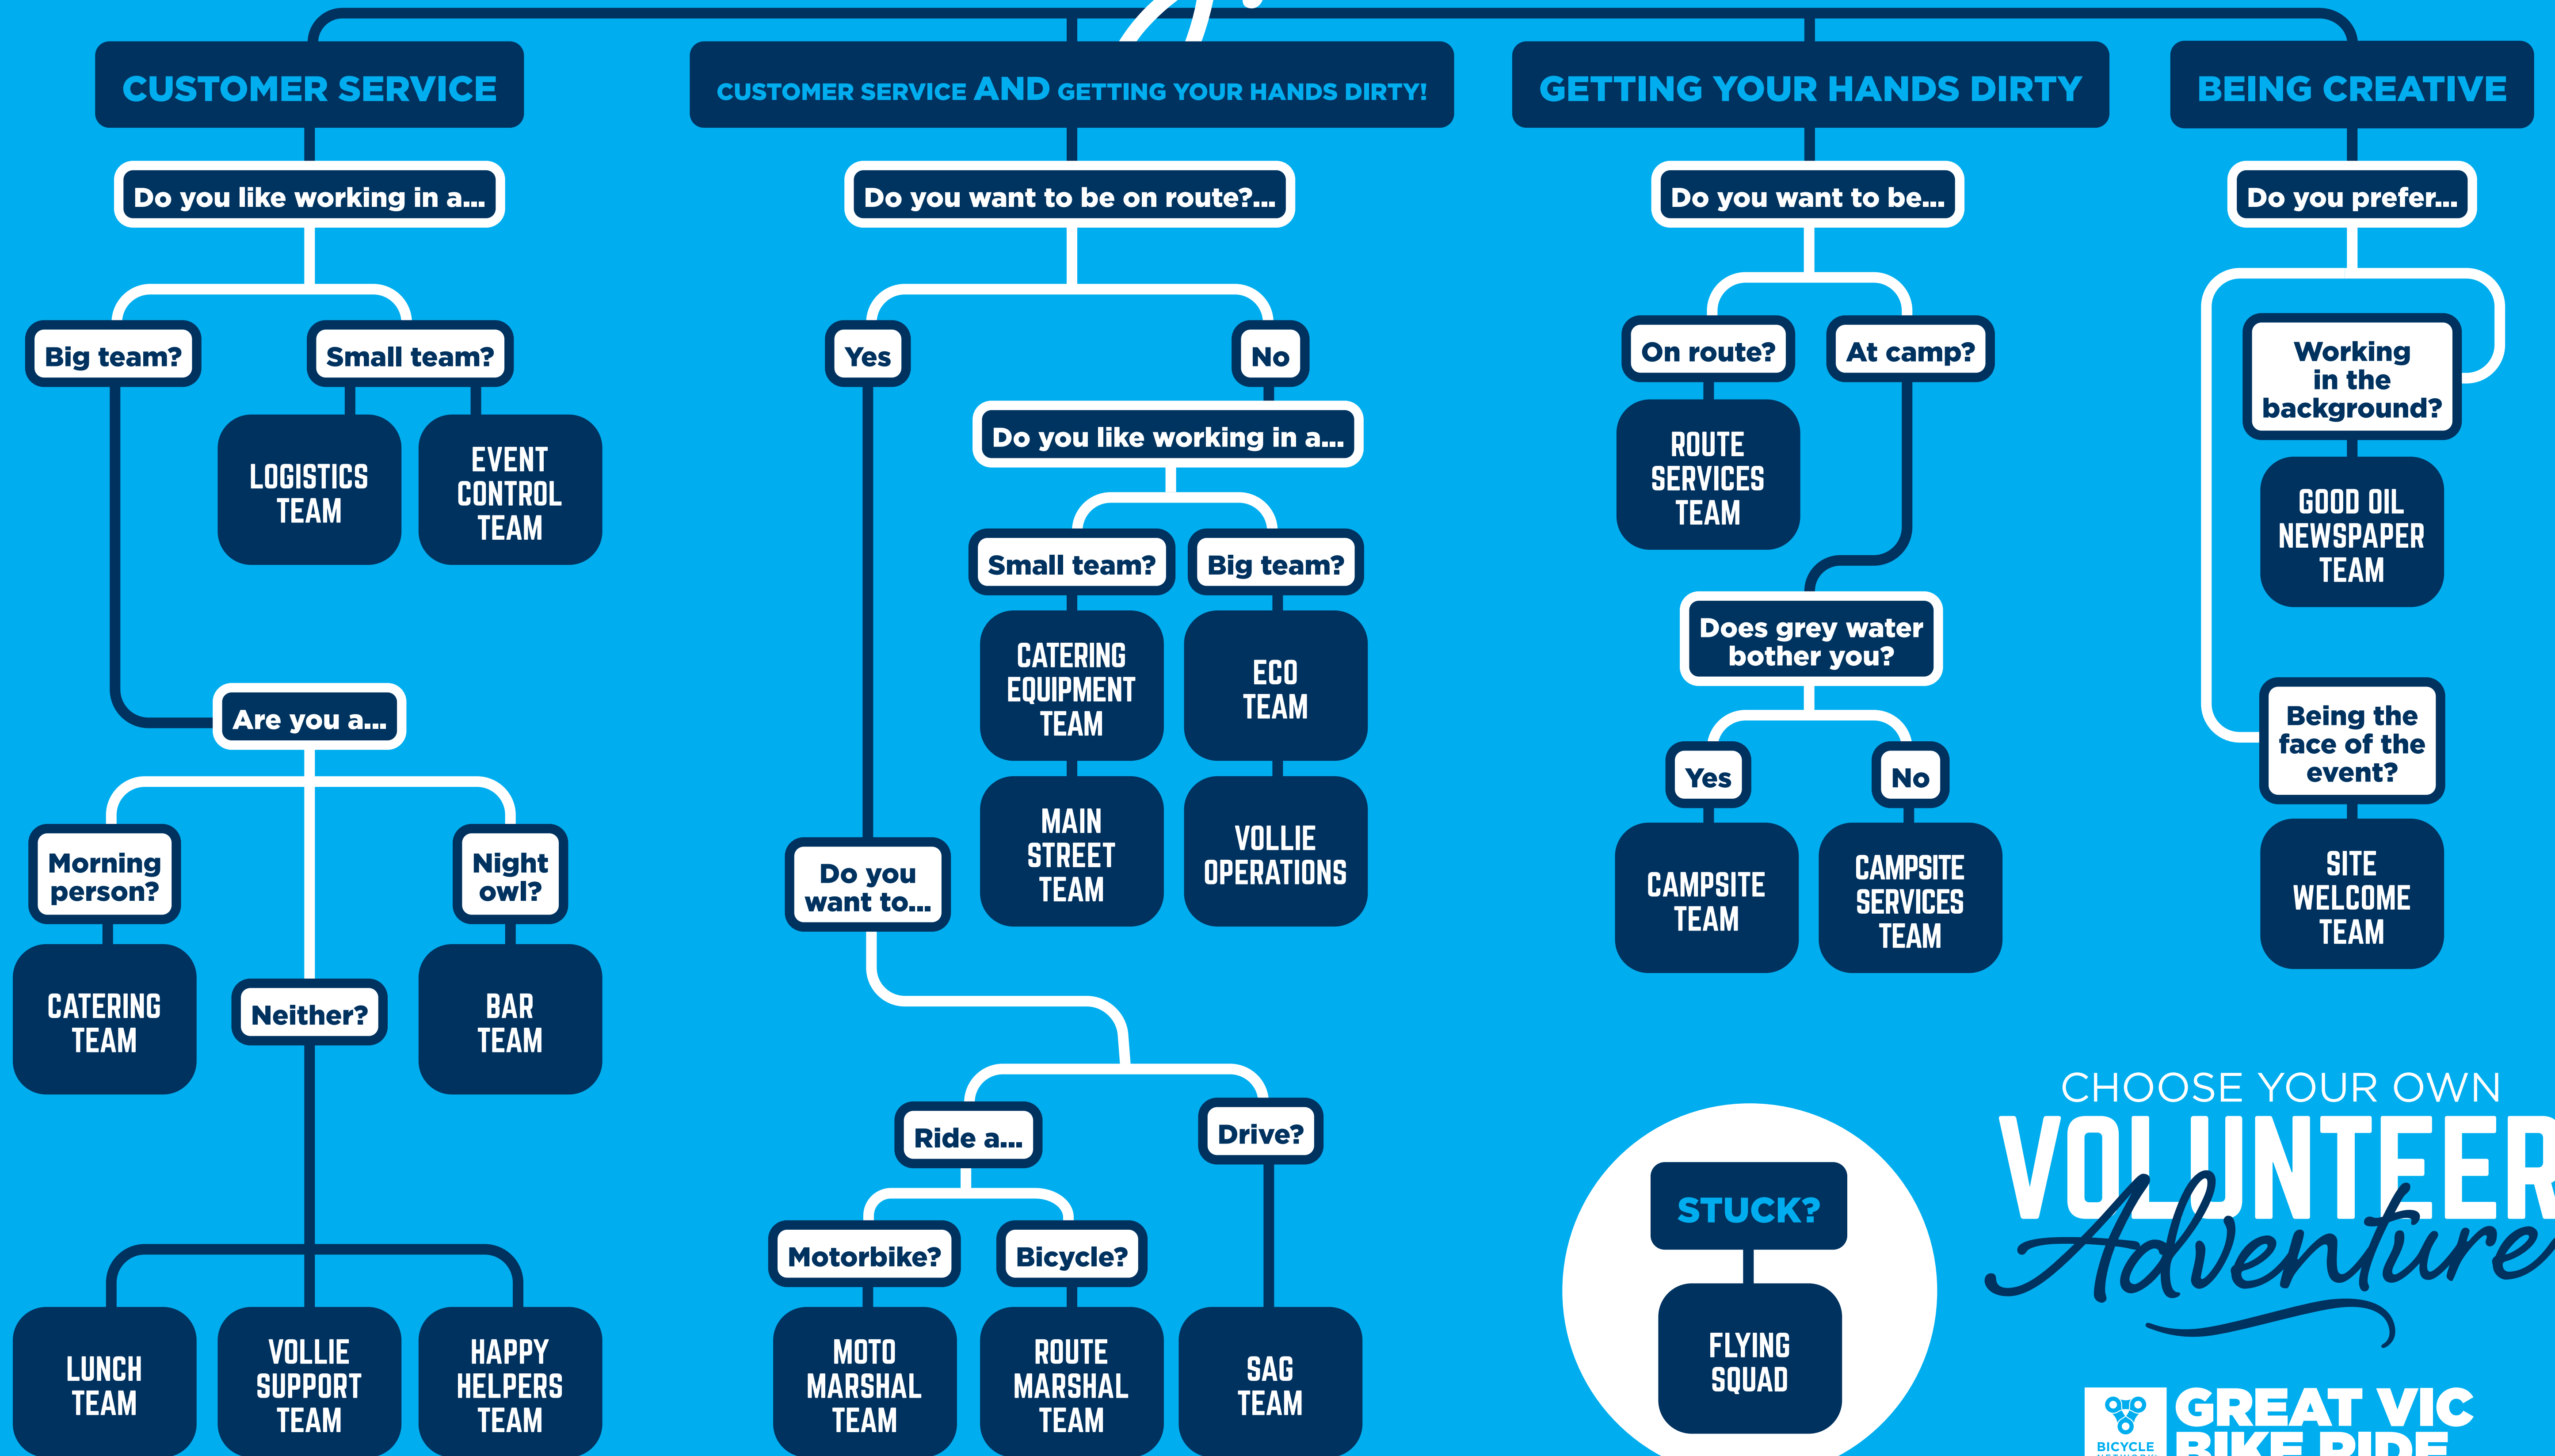 CUSTOMER SERVICE
Do you like working in a...
Big team?
Small team?
LOGISTICS
TEAM
EVENT
CONTROL
TEAM
Are you a...
Morning
person?
CATERING
TEAM
Neither?
Night
owl?
BAR
TEAM
LUNCH
TEAM
VOLLIE
SUPPORT
TEAM
HAPPY
HELPERS
TEAM
CUSTOMER SERVICE AND GETTING YOUR HANDS DIRTY!
Do you want to be on route?...
Yes
No
Do you like working in a...
Small team?
Big team?
CATERING
EQUIPMENT
TEAM
ECO
TEAM
MAIN
STREET
TEAM
VOLLIE
OPERATIONS
Do you
want to...
Ride a...
Drive?
Motorbike?
Bicycle?
MOTO
MARSHAL
TEAM
ROUTE
MARSHAL
TEAM
SAG
TEAM
GETTING YOUR HANDS DIRTY
Do you want to be...
On route?
At camp?
ROUTE
SERVICES
TEAM
Does grey water
bother you?
Yes
No
CAMPSITE
TEAM
CAMPSITE
SERVICES
TEAM
BEING CREATIVE
Do you prefer...
Working
in the
background?
GOOD OIL
NEWSPAPER
TEAM
Being the
face of the
event?
SITE
WELCOME
TEAM
STUCK?
FLYING
SQUAD
CHOOSE YOUR OWN
VOLUNTEER
Adventure
BICYCLE
GREAT VIC
BIKE RIDE